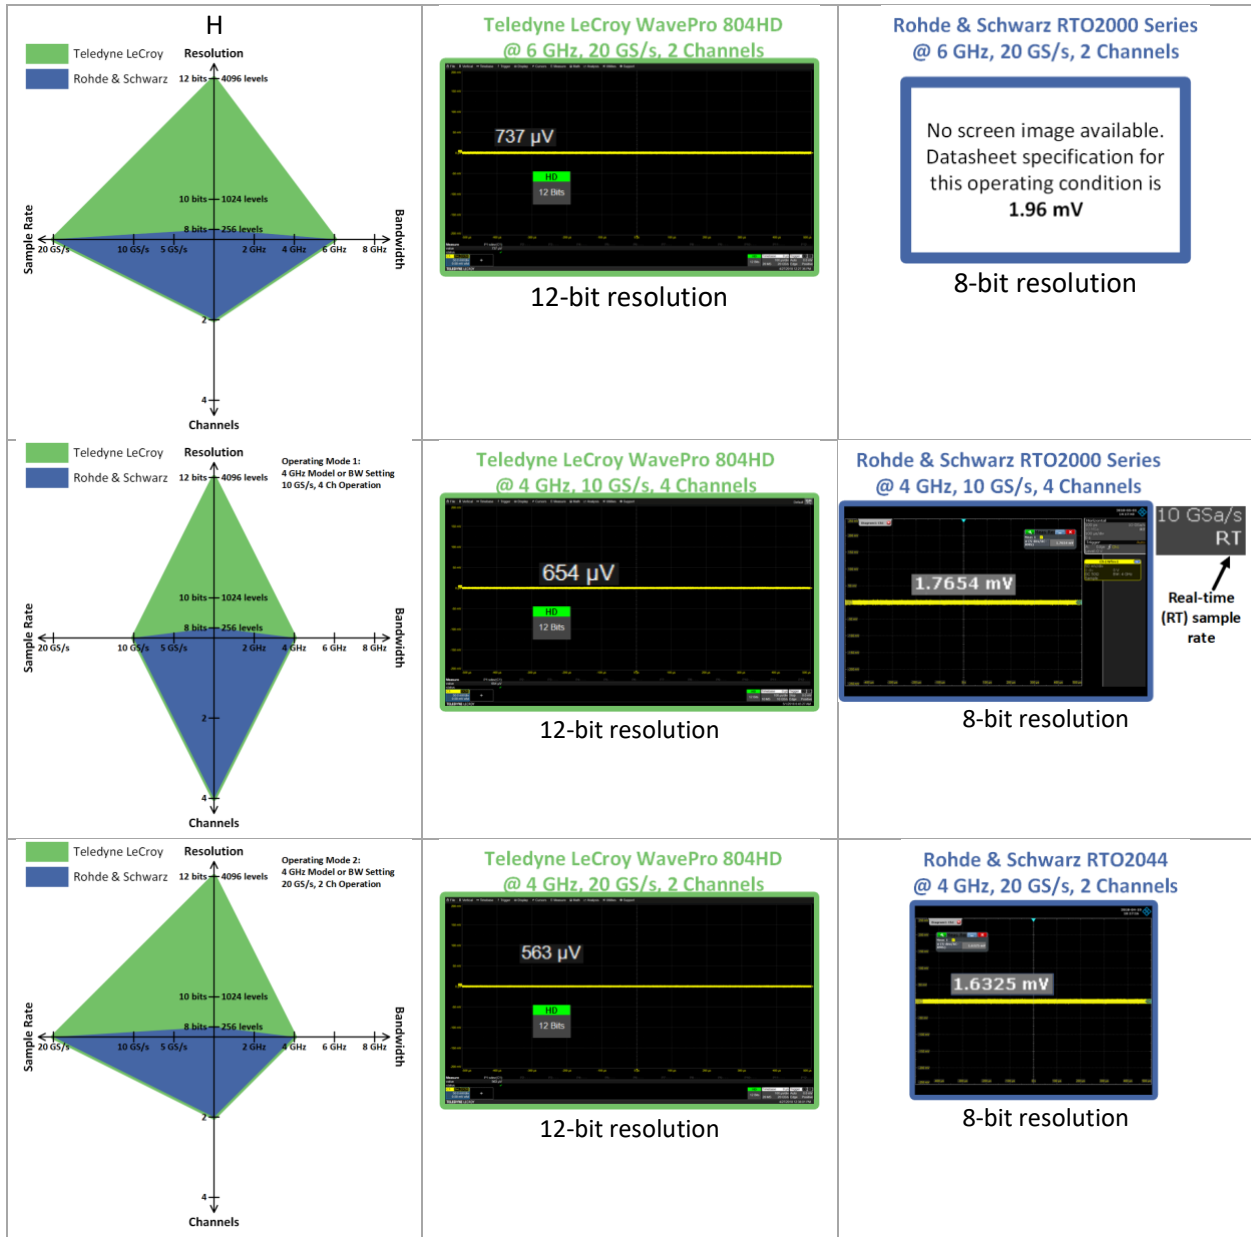 H
Teledyne LeCroy
Rohde & Schwarz
Resolution
12 bits
4096 levels
10 bits
1024 levels
8 bits
256 levels
Sample Rate
20 GS/s
10 GS/s
5 GS/s
2 GHz
4 GHz
6 GHz
8 GHz
Bandwidth
2
4
Channels
Teledyne LeCroy WavePro 804HD
@ 6 GHz, 20 GS/s, 2 Channels
737 µV
HD
12 Bits
TELEDYNE LECROY
12-bit resolution
Rohde & Schwarz RTO2000 Series
@ 6 GHz, 20 GS/s, 2 Channels
No screen image available.
Datasheet specification for
this operating condition is
1.96 mV
8-bit resolution
Teledyne LeCroy
Rohde & Schwarz
Resolution
Operating Mode 1:
4 GHz Model or BW Setting
10 GS/s, 4 Ch Operation
12 bits
4096 levels
10 bits
1024 levels
8 bits
256 levels
Sample Rate
20 GS/s
10 GS/s
5 GS/s
2 GHz
4 GHz
6 GHz
8 GHz
Bandwidth
2
4
Channels
Teledyne LeCroy WavePro 804HD
@ 4 GHz, 10 GS/s, 4 Channels
654 µV
HD
12 Bits
TELEDYNE LECROY
12-bit resolution
Rohde & Schwarz RTO2000 Series
@ 4 GHz, 10 GS/s, 4 Channels
1.7654 mV
10 GSa/s
RT
Real-time
(RT) sample
rate
8-bit resolution
Teledyne LeCroy
Rohde & Schwarz
Resolution
Operating Mode 2:
4 GHz Model or BW Setting
20 GS/s, 2 Ch Operation
12 bits
4096 levels
10 bits
1024 levels
8 bits
256 levels
Sample Rate
20 GS/s
10 GS/s
5 GS/s
2 GHz
4 GHz
6 GHz
8 GHz
Bandwidth
2
4
Channels
Teledyne LeCroy WavePro 804HD
@ 4 GHz, 20 GS/s, 2 Channels
563 µV
HD
12 Bits
TELEDYNE LECROY
12-bit resolution
Rohde & Schwarz RTO2044
@ 4 GHz, 20 GS/s, 2 Channels
1.6325 mV
8-bit resolution